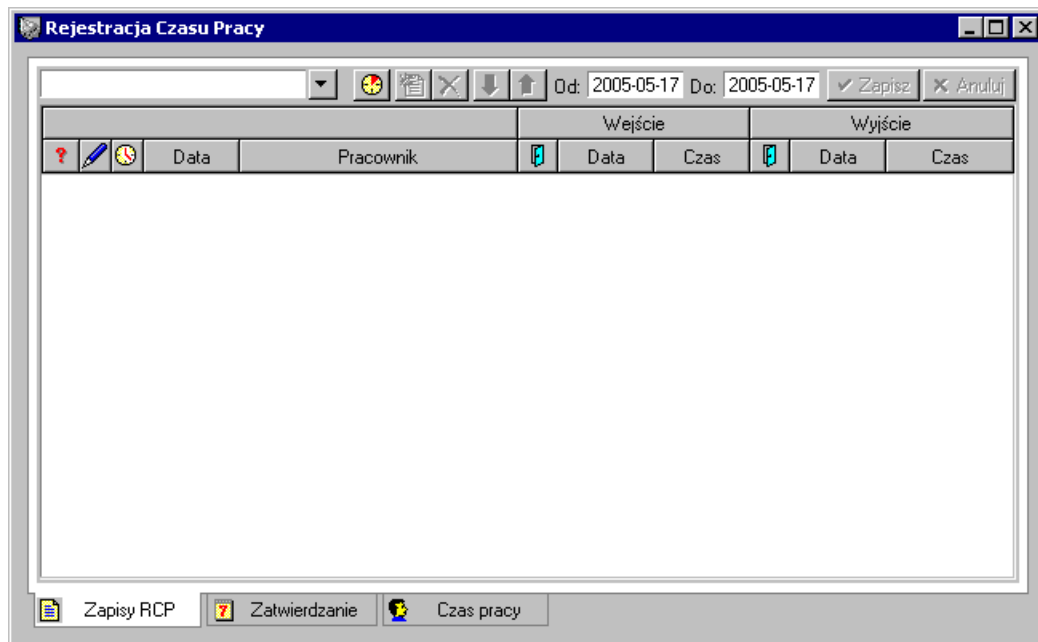 Rejestracja Czasu Pracy
Od: 2005-05-17 Do: 2005-05-17 Zapisz Anuluj
Wejście Wyjście
? Data Pracownik Data Czas Data Czas
Zapisy RCP 7 Zatwierdzanie Czas pracy